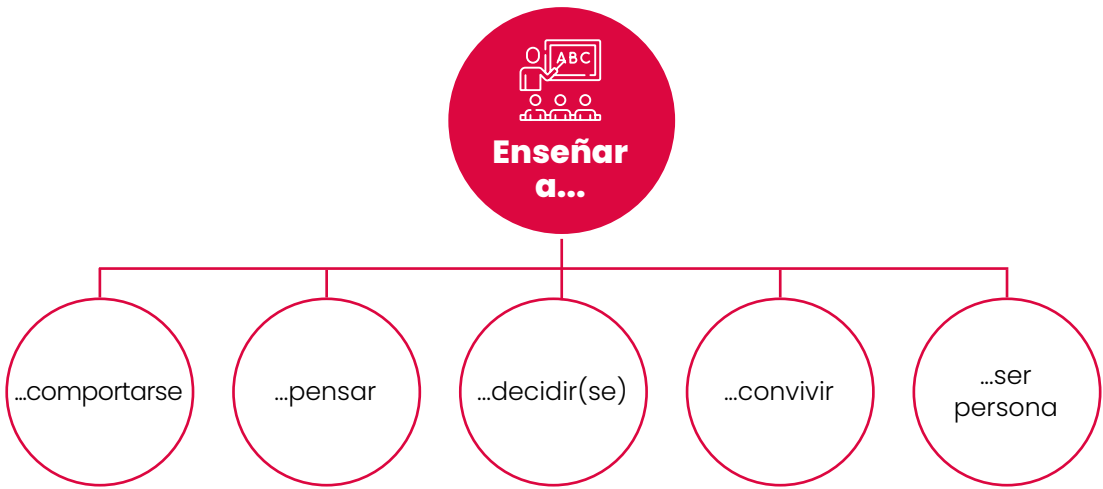 ABC
Enseñar
a...
...comportarse
...pensar
...decidir(se)
...convivir
...ser
persona